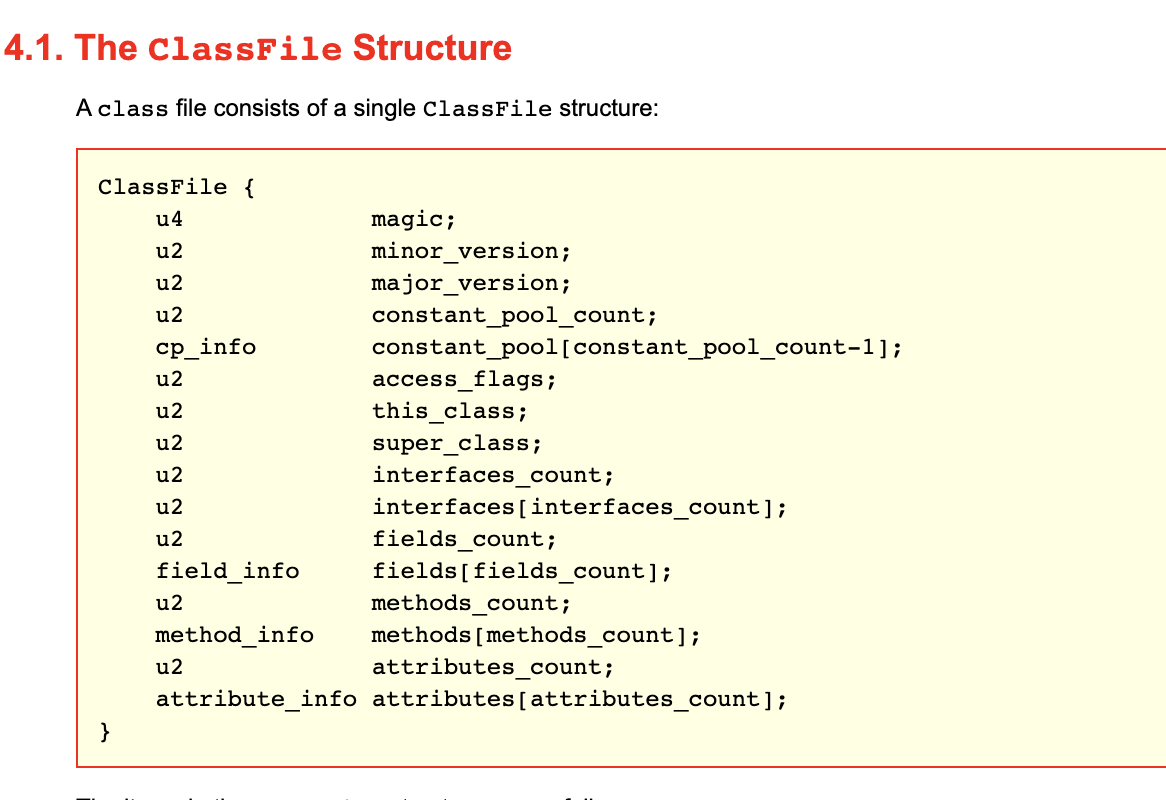 4.1. The ClassFile Structure
A class file consists of a single ClassFile structure:
ClassFile {
    u4             magic;
    u2             minor_version;
    u2             major_version;
    u2             constant_pool_count;
    cp_info        constant_pool[constant_pool_count-1];
    u2             access_flags;
    u2             this_class;
    u2             super_class;
    u2             interfaces_count;
    u2             interfaces[interfaces_count];
    u2             fields_count;
    field_info     fields[fields_count];
    u2             methods_count;
    method_info    methods[methods_count];
    u2             attributes_count;
    attribute_info attributes[attributes_count];
}